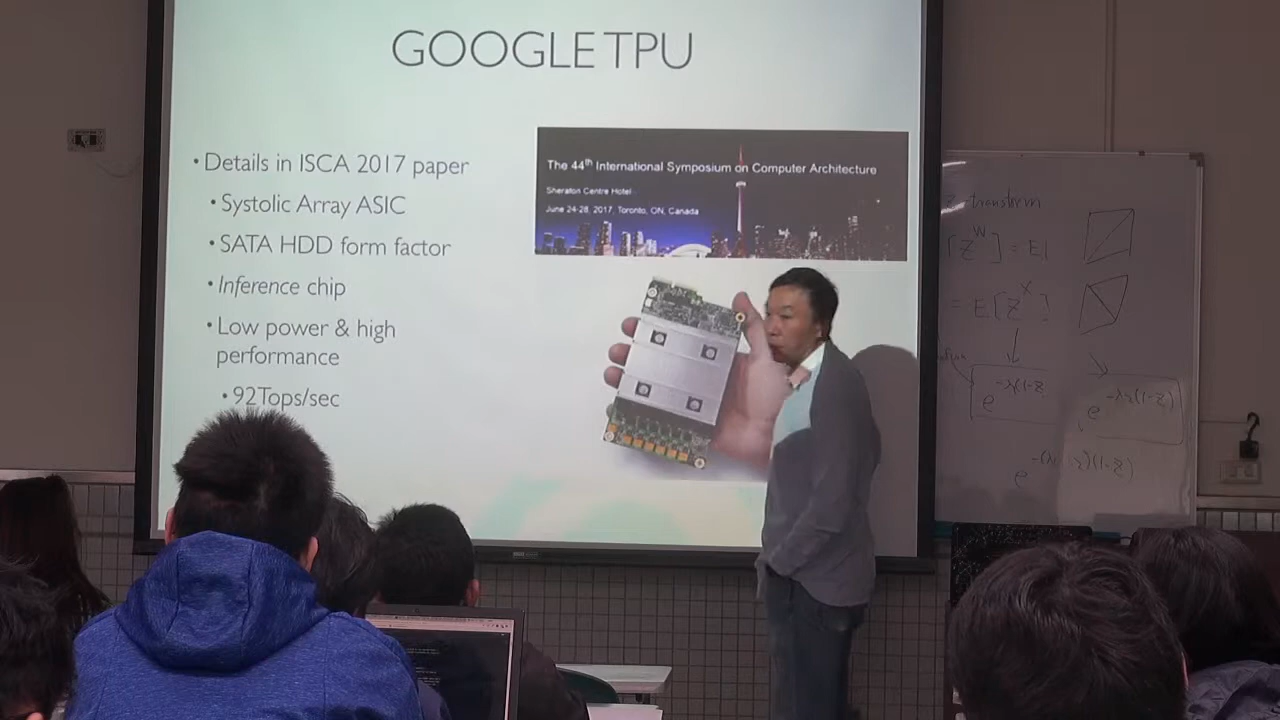 GOOGLE TPU
• Details in ISCA 2017 paper
• Systolic Array ASIC
• SATA HDD form factor
• Inference chip
• Low power & high
performance
• 92Tops/sec
The 44th International Symposium on Computer Architecture
Sheraton Centre Hotel
June 24-28, 2017, Toronto, ON, Canada
transform
[Z^W] = E[
= E[Z^X]
e^-λ(1-z)